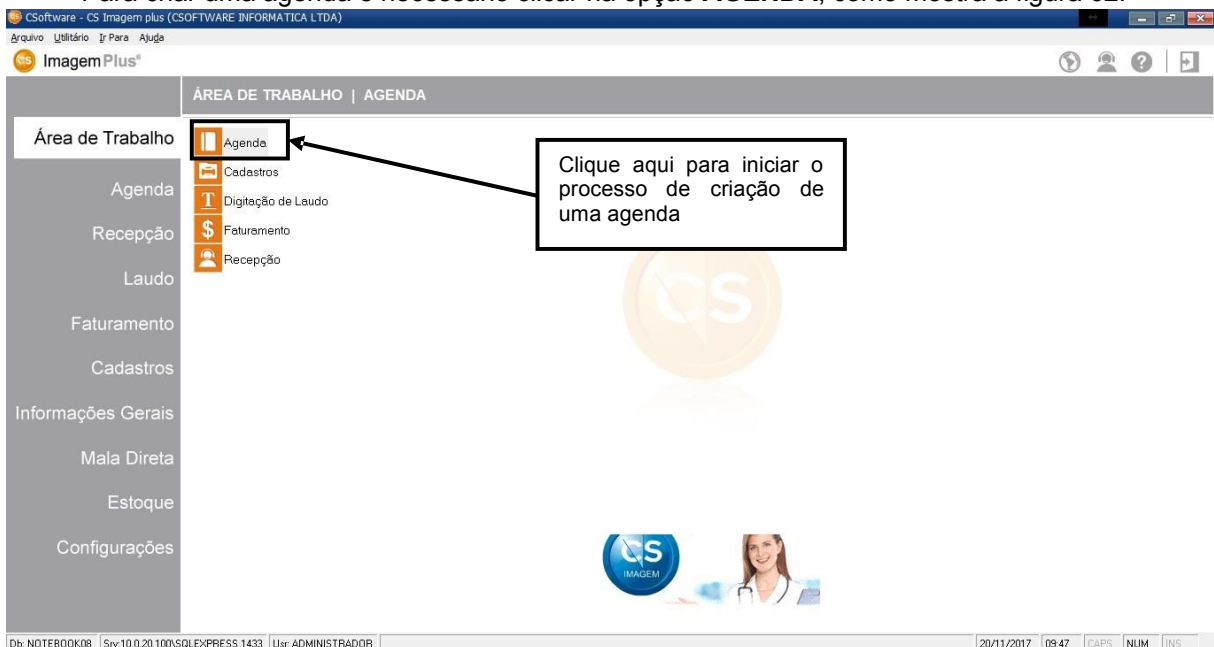 Para criar uma agenda é necessário clicar na opção AGENDA, como mostra a figura 02.
CSoftware - CS Imagem plus (CSOFTWARE INFORMATICA LTDA)
Arquivo Utilitário Ir Para Ajuda
CS Imagem Plus®
ÁREA DE TRABALHO | AGENDA
Área de Trabalho
Agenda
Recepção
Laudo
Faturamento
Cadastros
Informações Gerais
Mala Direta
Estoque
Configurações
Agenda
Cadastros
Digitação de Laudo
Faturamento
Recepção
Clique aqui para iniciar o
processo de criação de
uma agenda
CS
CS
IMAGEM
Db: NOTEBOOK08 Srv:10.0.20.100\SQLEXPRESS,1433 Usr: ADMINISTRADOR 20/11/2017 09:47 CAPS NUM INS